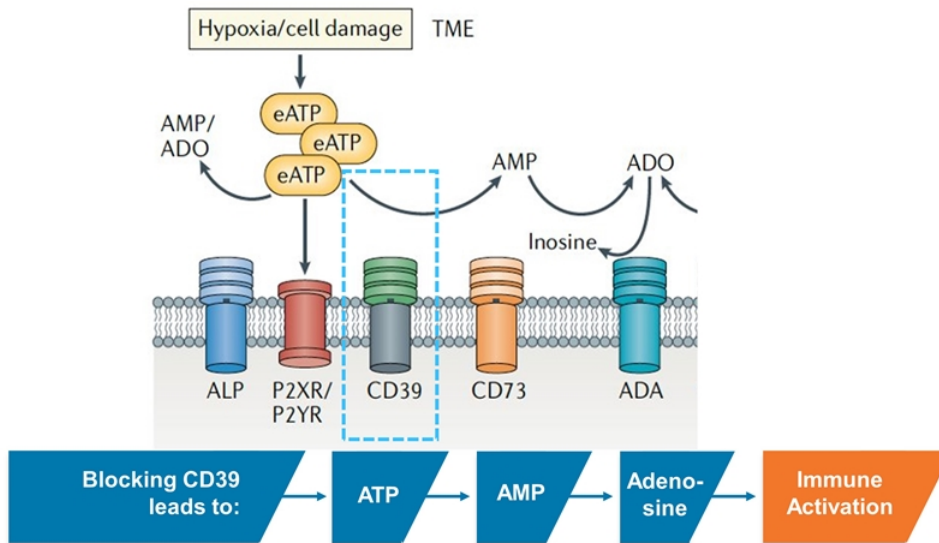 Hypoxia/cell damage
TME
eATP
eATP
eATP
AMP/
ADO
AMP
ADO
Inosine
ALP
P2XR/
P2YR
CD39
CD73
ADA
Blocking CD39
leads to:
ATP
AMP
Adeno-
sine
Immune
Activation